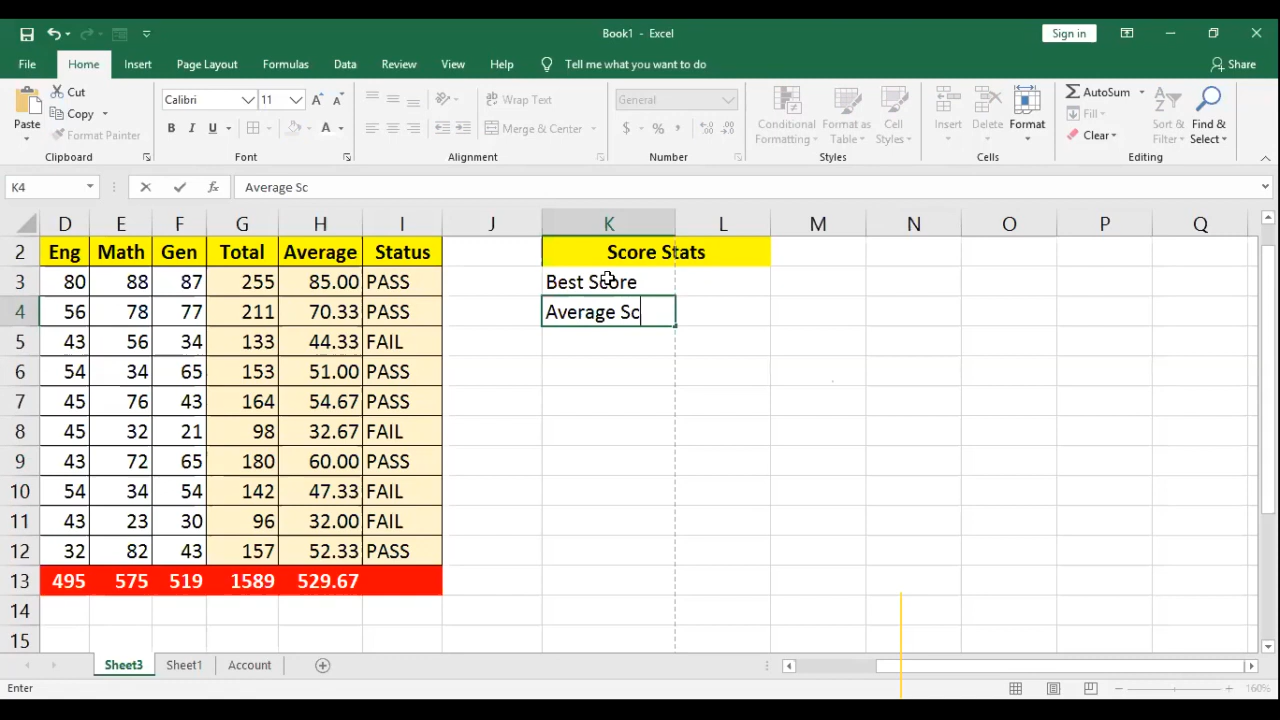 Book1 - Excel
Sign in
File Home Insert Page Layout Formulas Data Review View Help Tell me what you want to do Share
Paste
Cut
Copy
Format Painter
Clipboard
Calibri 11
B I U
Font
Wrap Text
Merge & Center
Alignment
General
$ % ,
Number
Conditional Formatting
Format as Table
Cell Styles
Styles
Insert
Delete
Format
Cells
AutoSum
Fill
Clear
Sort & Filter
Find & Select
Editing
K4 fx Average Sc
D E F G H I J K L M N O P Q
2 Eng Math Gen Total Average Status Score Stats
3 80 88 87 255 85.00 PASS Best Score
4 56 78 77 211 70.33 PASS Average Sc
5 43 56 34 133 44.33 FAIL
6 54 34 65 153 51.00 PASS
7 45 76 43 164 54.67 PASS
8 45 32 21 98 32.67 FAIL
9 43 72 65 180 60.00 PASS
10 54 34 54 142 47.33 FAIL
11 43 23 30 96 32.00 FAIL
12 32 82 43 157 52.33 PASS
13 495 575 519 1589 529.67
14
15
Sheet3 Sheet1 Account
Enter 160%